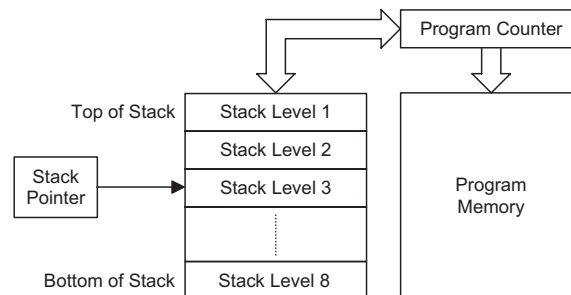 Program Counter
Top of Stack
Stack Level 1
Stack Level 2
Stack
Pointer
Stack Level 3
Program
Memory
Bottom of Stack
Stack Level 8